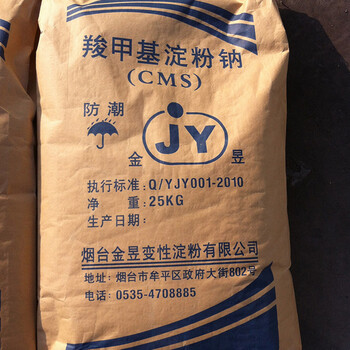 羧甲基淀粉钠
(CMS)
防潮
JY
金 昱
执行标准: Q/YJY001-2010
净 重: 25KG
生产日期:
烟台金昱变性淀粉有限公司
地址: 烟台市牟平区政府大街802号
电话: 0535-4708885